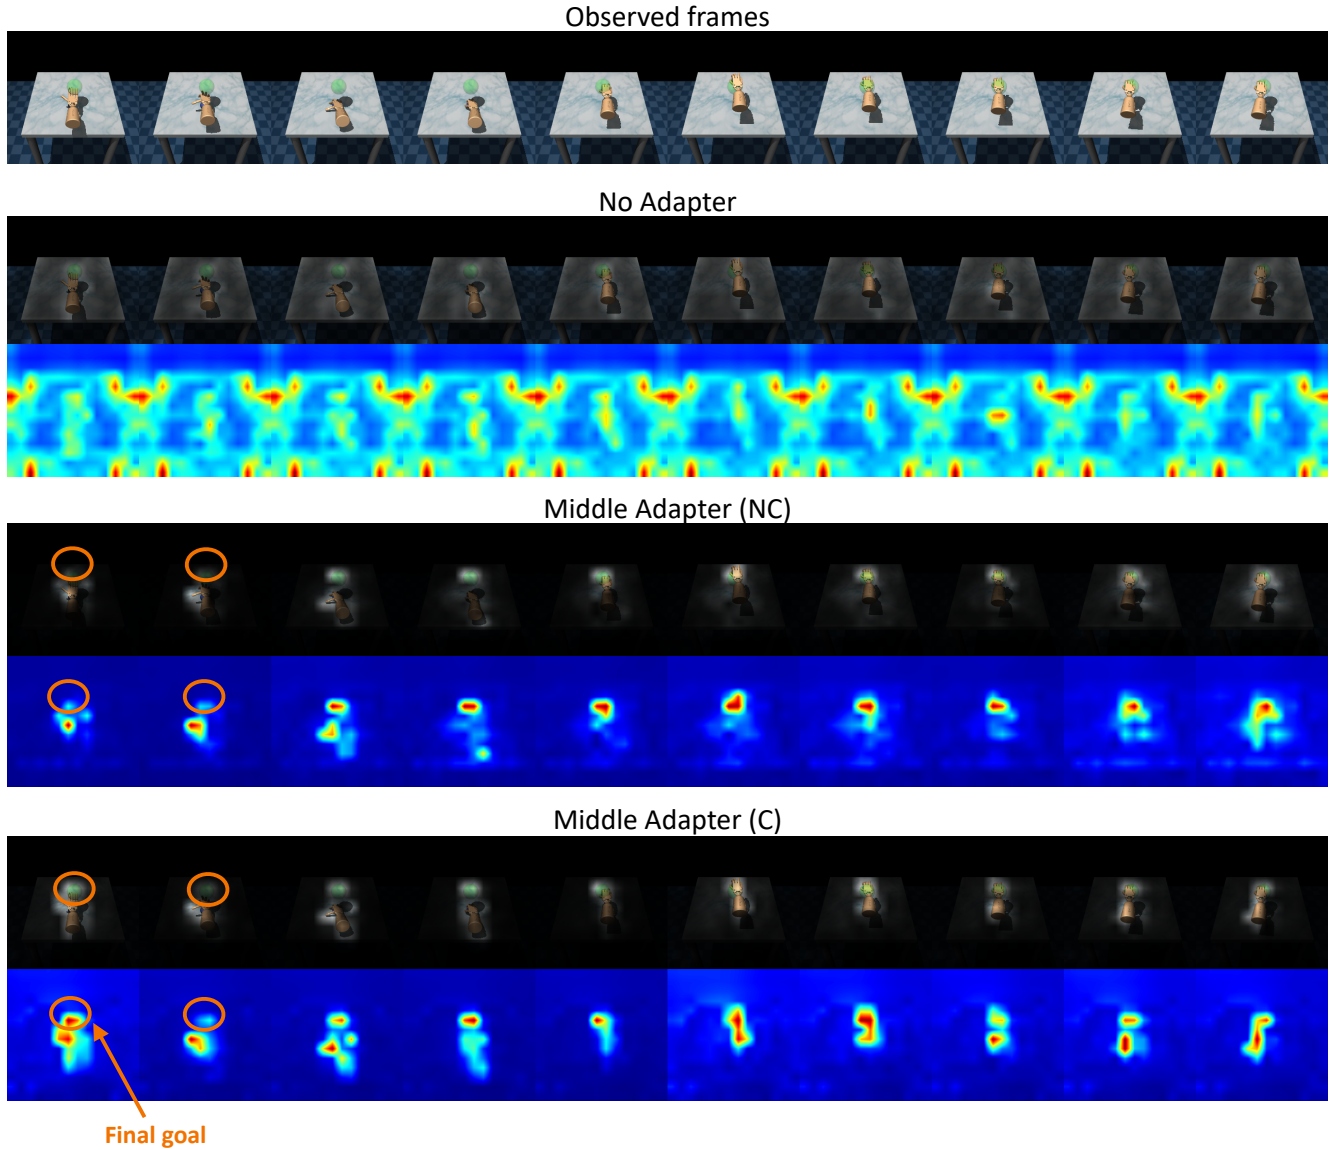 Observed frames
No Adapter
Middle Adapter (NC)
Middle Adapter (C)
Final goal